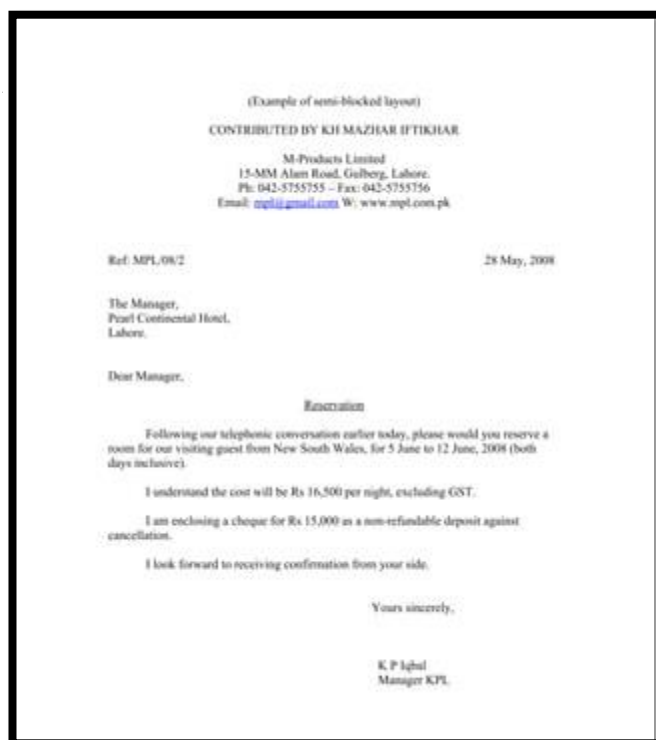 (Example of semi-blocked layout)
CONTRIBUTED BY KH MAZHAR IFTIKHAR
M-Products Limited
15-MM Alam Road, Gulberg, Lahore.
Ph: 042-5755755 – Fax: 042-5755756
Email: mpl@gmail.com W: www.mpl.com.pk
Ref: MPL/08/2 28 May, 2008
The Manager,
Pearl Continental Hotel,
Lahore.
Dear Manager,
Reservation
Following our telephonic conversation earlier today, please would you reserve a
room for our visiting guest from New South Wales, for 5 June to 12 June, 2008 (both
days inclusive).
I understand the cost will be Rs 16,500 per night, excluding GST.
I am enclosing a cheque for Rs 15,000 as a non-refundable deposit against
cancellation.
I look forward to receiving confirmation from your side.
Yours sincerely,
K P Iqbal
Manager KPL